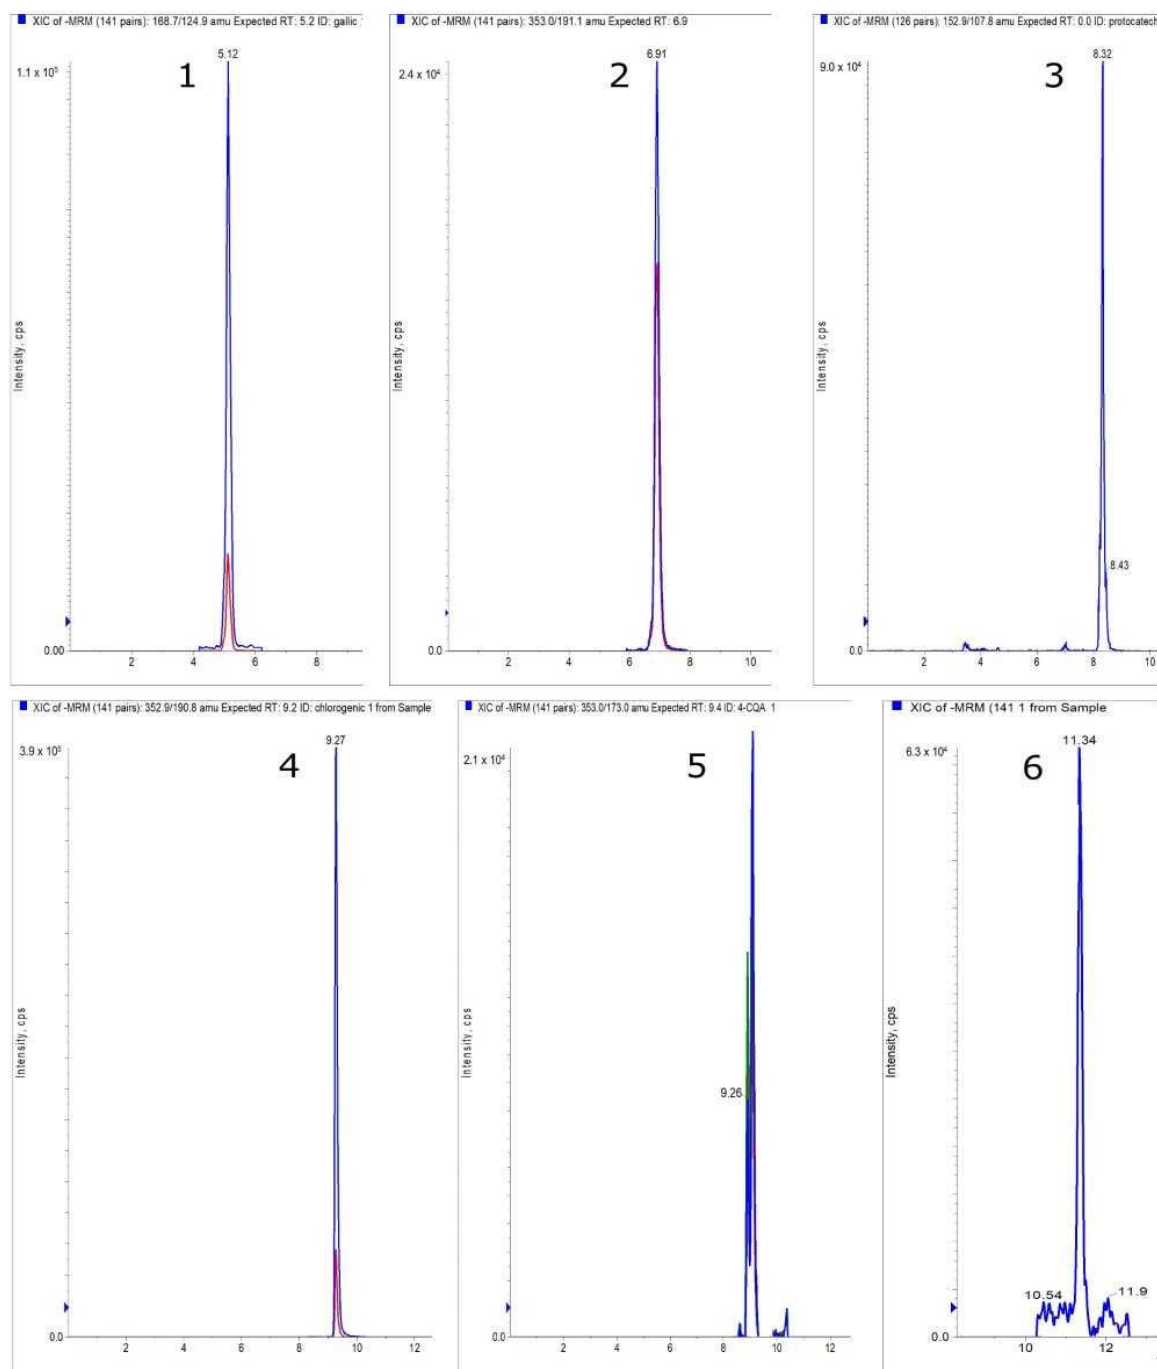 XIC of -MRM (141 pairs): 168.7/124.9 amu Expected RT: 5.2 ID: gallic
1
5.12
1.1 x 10⁵
Intensity, cps
0.00
2 4 6 8
XIC of -MRM (141 pairs): 353.0/191.1 amu Expected RT: 6.9
2
6.91
2.4 x 10⁴
Intensity, cps
0.0
2 4 6 8 10
XIC of -MRM (126 pairs): 152.9/107.8 amu Expected RT: 0.0 ID: protocatech
3
8.32
9.0 x 10⁴
8.43
Intensity, cps
0.0
2 4 6 8 10
XIC of -MRM (141 pairs): 352.9/190.8 amu Expected RT: 9.2 ID: chlorogenic 1 from Sample
4
9.27
3.9 x 10⁵
Intensity, cps
0.0
2 4 6 8 10 12
XIC of -MRM (141 pairs): 353.0/173.0 amu Expected RT: 9.4 ID: 4-CQA 1
5
2.1 x 10⁴
9.26
Intensity, cps
0.0
2 4 6 8 10 12
XIC of -MRM (141 1 from Sample
6
11.34
6.3 x 10⁴
Intensity, cps
10.54
11.9
0.0
10 12